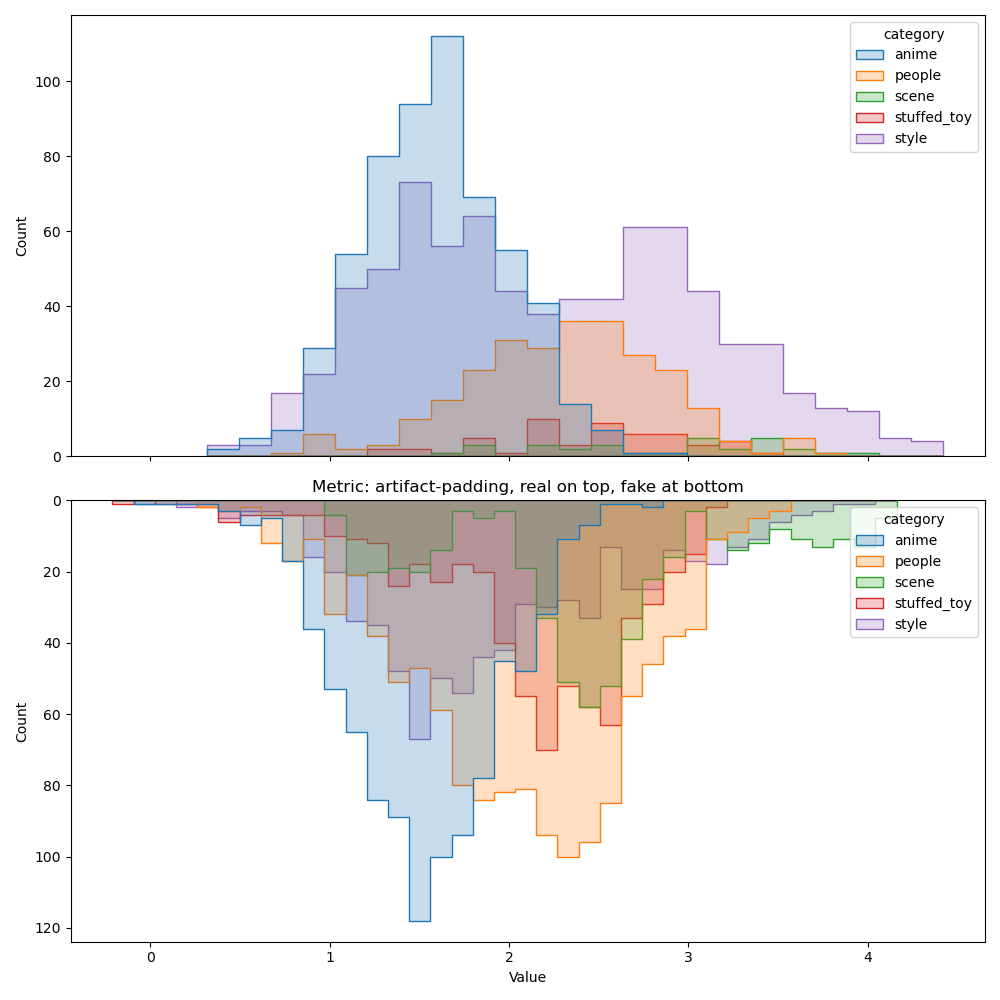 category
anime
people
scene
stuffed_toy
style
100
80
60
40
20
0
Count
Metric: artifact-padding, real on top, fake at bottom
category
anime
people
scene
stuffed_toy
style
0
20
40
60
80
100
120
Count
0 1 2 3 4
Value